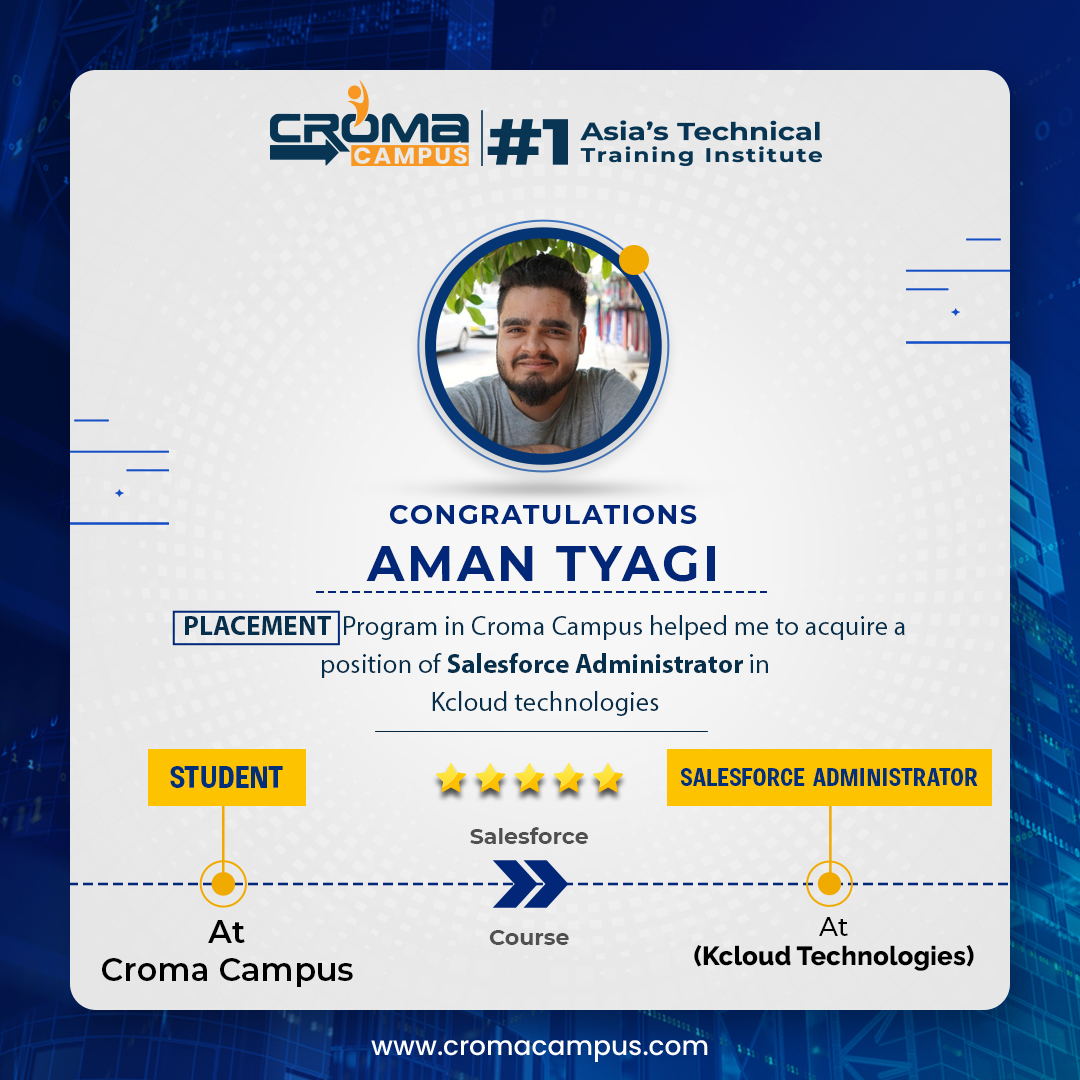 CROMA CAMPUS
#1 Asia's Technical
Training Institute
CONGRATULATIONS
AMAN TYAGI
PLACEMENT Program in Croma Campus helped me to acquire a
position of Salesforce Administrator in
Kcloud technologies
STUDENT
SALESFORCE ADMINISTRATOR
Salesforce
Course
At
Croma Campus
At
(Kcloud Technologies)
www.cromacampus.com